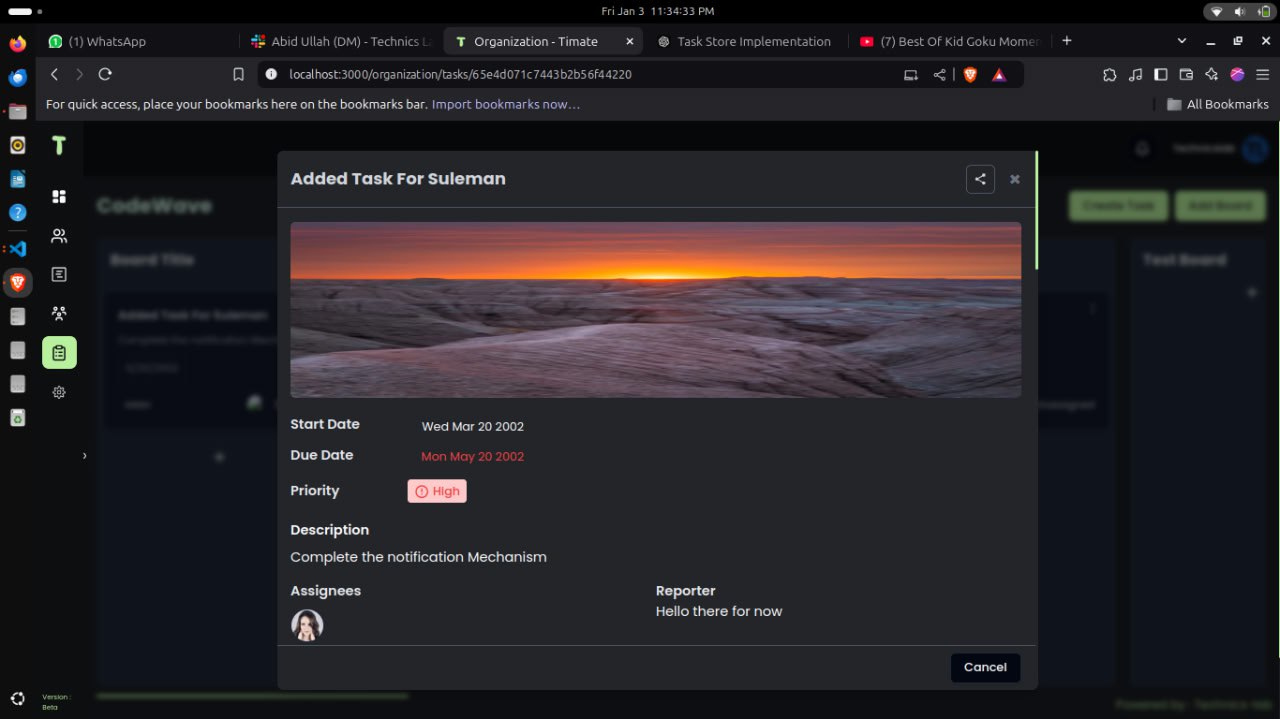 Fri Jan 3 11:34:33 PM
(1) WhatsApp
Abid Ullah (DM) - Technics La
Organization - Timate
Task Store Implementation
(7) Best Of Kid Goku Momen
localhost:3000/organization/tasks/65e4d071c7443b2b56f44220
For quick access, place your bookmarks here on the bookmarks bar. Import bookmarks now…
All Bookmarks
Added Task For Suleman
CodeWave
Create Task
Add Board
Board Title
Test Board
Added Task For Suleman
Start Date
Wed Mar 20 2002
Due Date
Mon May 20 2002
Priority
High
Description
Complete the notification Mechanism
Assignees
Reporter
Hello there for now
Cancel
Version :
Beta